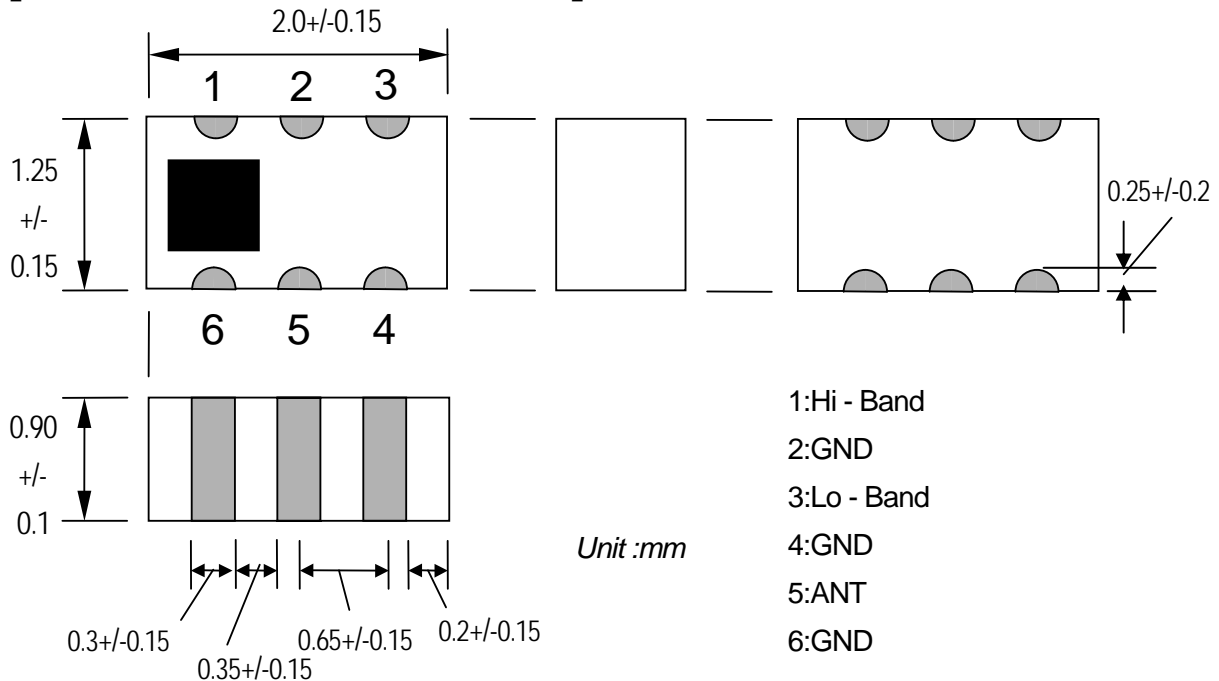 2.0+/-0.15
1 2 3
1.25
+/-
0.15
0.25+/-0.2
6 5 4
0.90
+/-
0.1
0.3+/-0.15
0.35+/-0.15
0.65+/-0.15
0.2+/-0.15
Unit :mm
1:Hi - Band
2:GND
3:Lo - Band
4:GND
5:ANT
6:GND